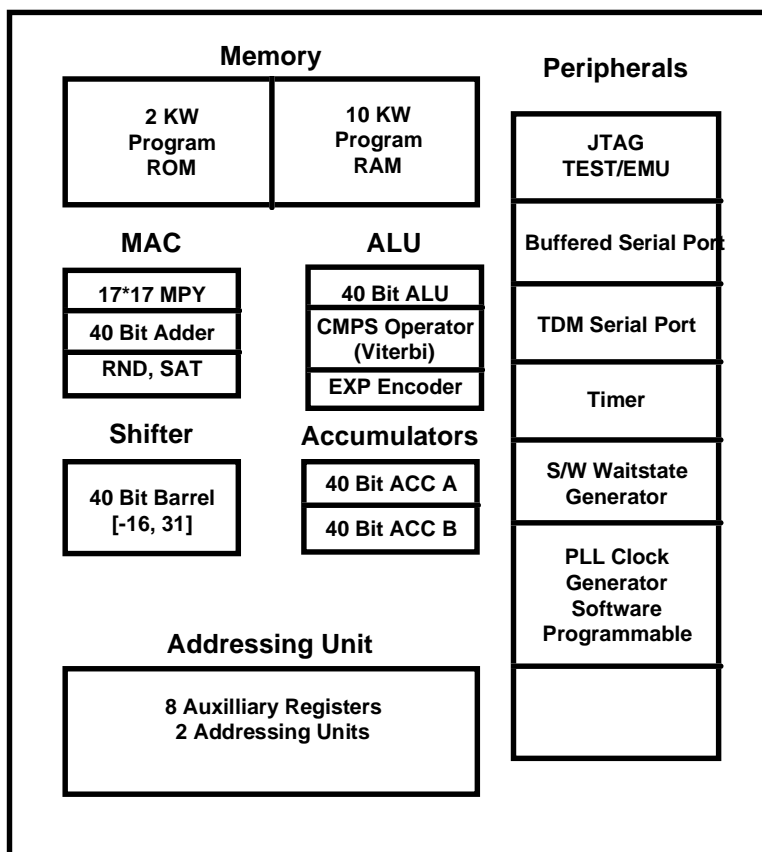 Memory
2 KW
Program
ROM
10 KW
Program
RAM
MAC
17*17 MPY
40 Bit Adder
RND, SAT
ALU
40 Bit ALU
CMPS Operator
(Viterbi)
EXP Encoder
Shifter
40 Bit Barrel
[-16, 31]
Accumulators
40 Bit ACC A
40 Bit ACC B
Addressing Unit
8 Auxilliary Registers
2 Addressing Units
Peripherals
JTAG
TEST/EMU
Buffered Serial Port
TDM Serial Port
Timer
S/W Waitstate
Generator
PLL Clock
Generator
Software
Programmable